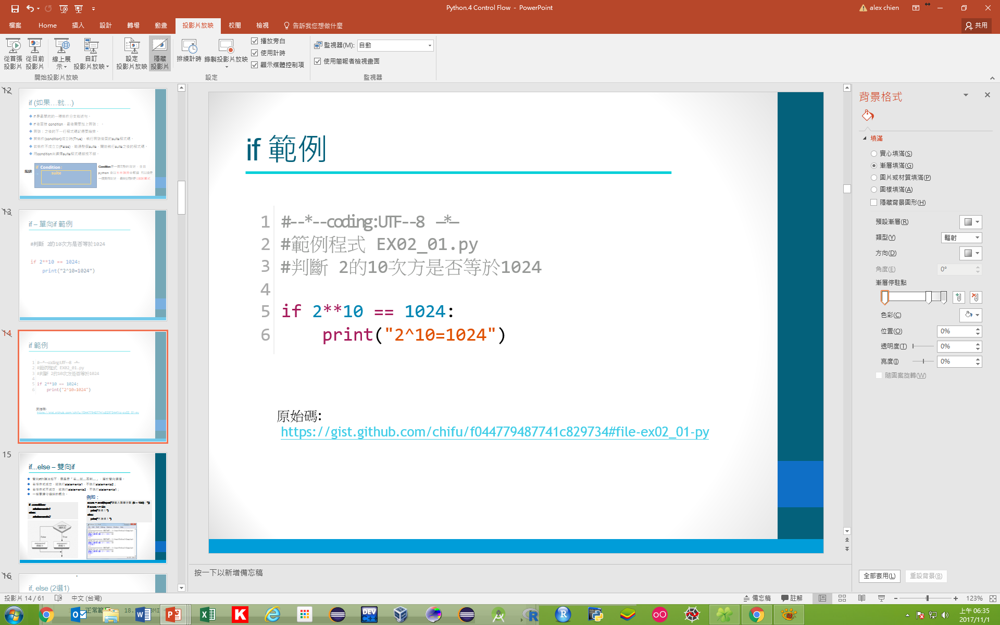 Python.4 Control Flow - PowerPoint
alex chien
檔案
Home
插入
設計
轉場
動畫
投影片放映
校閱
檢視
告訴我您想做什麼
共用
從首張
投影片
從目前
投影片
線上展
示
自訂
投影片放映
設定
投影片放映
隱藏
投影片
排練計時
錄製投影片放映
播放旁白
使用計時
顯示媒體控制項
監視器(M):
自動
使用簡報者檢視畫面
開始投影片放映
設定
監視器
12
if (如果…就…)
if Condition :
suite
13
if – 單向if 範例
#判斷 2的10次方是否等於1024
if 2**10 == 1024:
print("2^10=1024")
14
if 範例
1 #--*--coding:UTF--8 —*—
2 #範例程式 EX02_01.py
3 #判斷 2的10次方是否等於1024
4
5 if 2**10 == 1024:
6 print("2^10=1024")
15
if...else – 雙向if
例如：
16
if, else (2選1)
if 範例
1 #--*--coding:UTF--8 —*—
2 #範例程式 EX02_01.py
3 #判斷 2的10次方是否等於1024
4
5 if 2**10 == 1024:
6 print("2^10=1024")
原始碼:
https://gist.github.com/chifu/f044779487741c829734#file-ex02_01-py
按一下以新增備忘稿
背景格式
填滿
實心填滿(S)
漸層填滿(G)
圖片或材質填滿(P)
圖樣填滿(A)
隱藏背景圖形(H)
預設漸層(R)
類型(Y)
輻射
方向(D)
角度(E)
0°
漸層停駐點
色彩(C)
位置(O)
0%
透明度(T)
0%
亮度(I)
0%
隨圖案旋轉(W)
全部套用(L)
重設背景(B)
投影片 14 / 61
中文 (台灣)
備忘稿
註解
123%
上午 06:35
2017/11/1